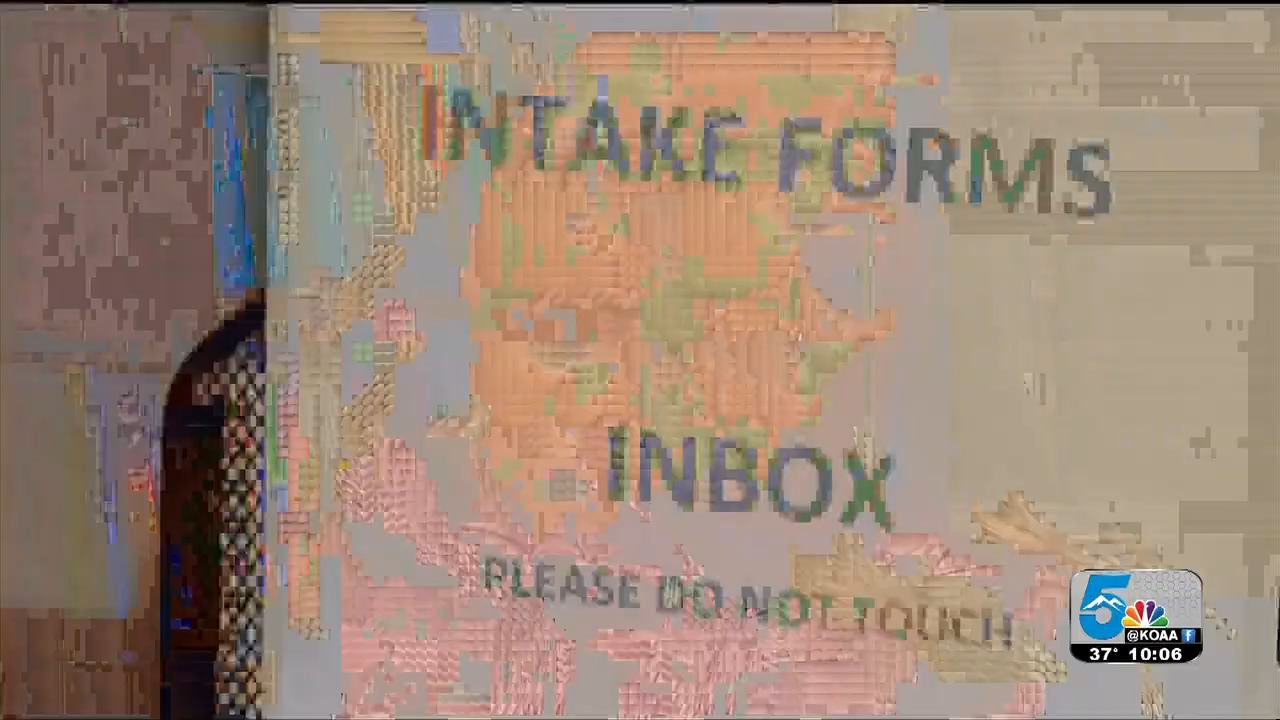 INTAKE FORMS
INBOX
PLEASE DO NOT TOUCH
5
@KOAA f
37° 10:06